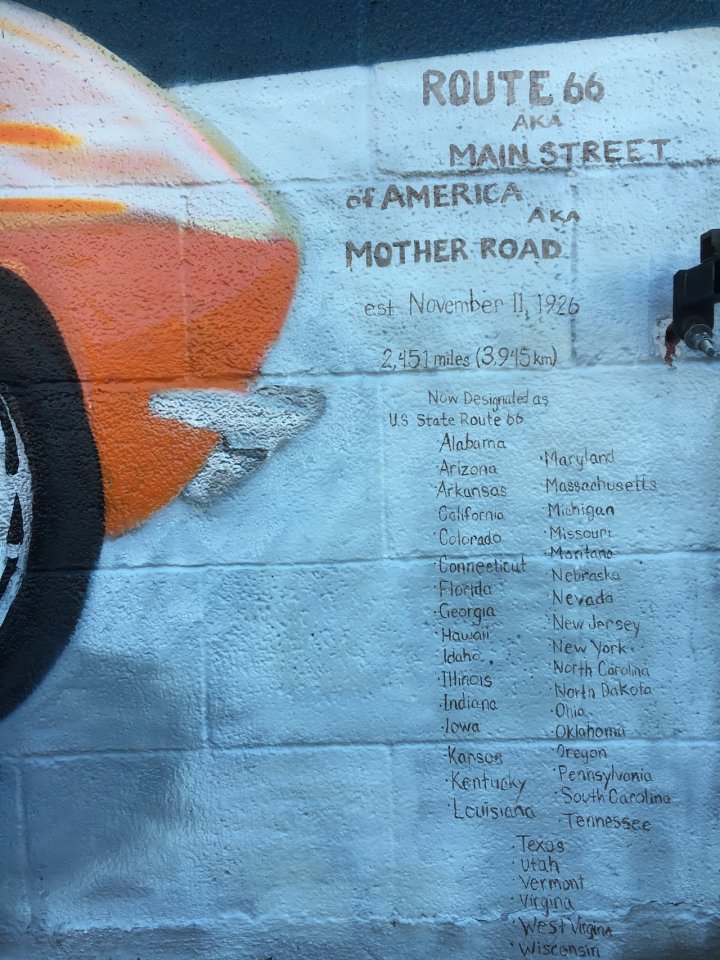 ROUTE 66
AKA
MAIN STREET
of AMERICA
AKA
MOTHER ROAD
est November 11, 1926
2,451 miles (3,945 km)
Now Designated as
U.S State Route 66
·Alabama
·Arizona
·Arkansas
·California
·Colorado
·Connecticut
·Florida
·Georgia
·Hawaii
·Idaho
·Illinois
·Indiana
·Iowa
·Kansas
·Kentucky
·Louisiana
·Maryland
·Massachusetts
·Michigan
·Missouri
·Montana
·Nebraska
·Nevada
·New Jersey
·New York
·North Carolina
·North Dakota
·Ohio
·Oklahoma
·Oregon
·Pennsylvania
·South Carolina
·Tennessee
·Texas
·Utah
·Vermont
·Virgina
·West Virgina
·Wisconsin